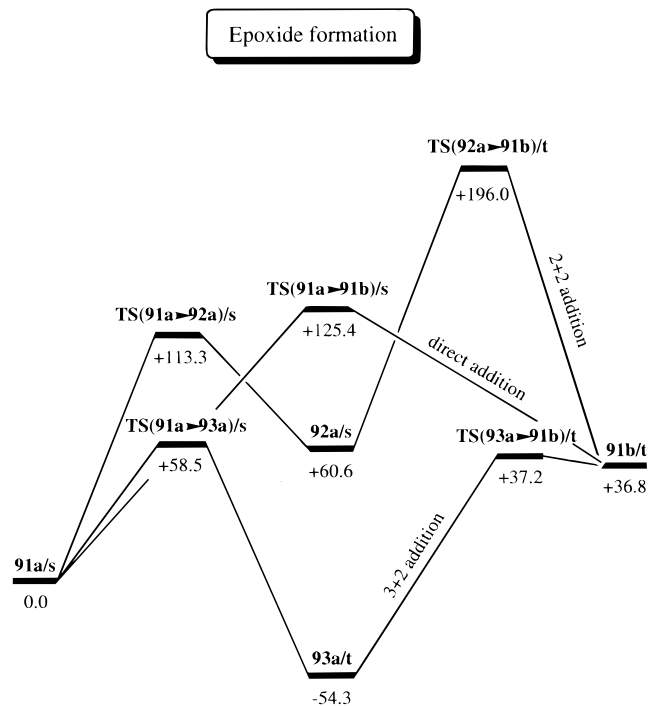 Epoxide formation
TS(92a►91b)/t
+196.0
2+2 addition
TS(91a►91b)/s
+125.4
TS(91a►92a)/s
+113.3
direct addition
TS(91a►93a)/s
+58.5
92a/s
+60.6
TS(93a►91b)/t
+37.2
91b/t
+36.8
91a/s
0.0
3+2 addition
93a/t
-54.3